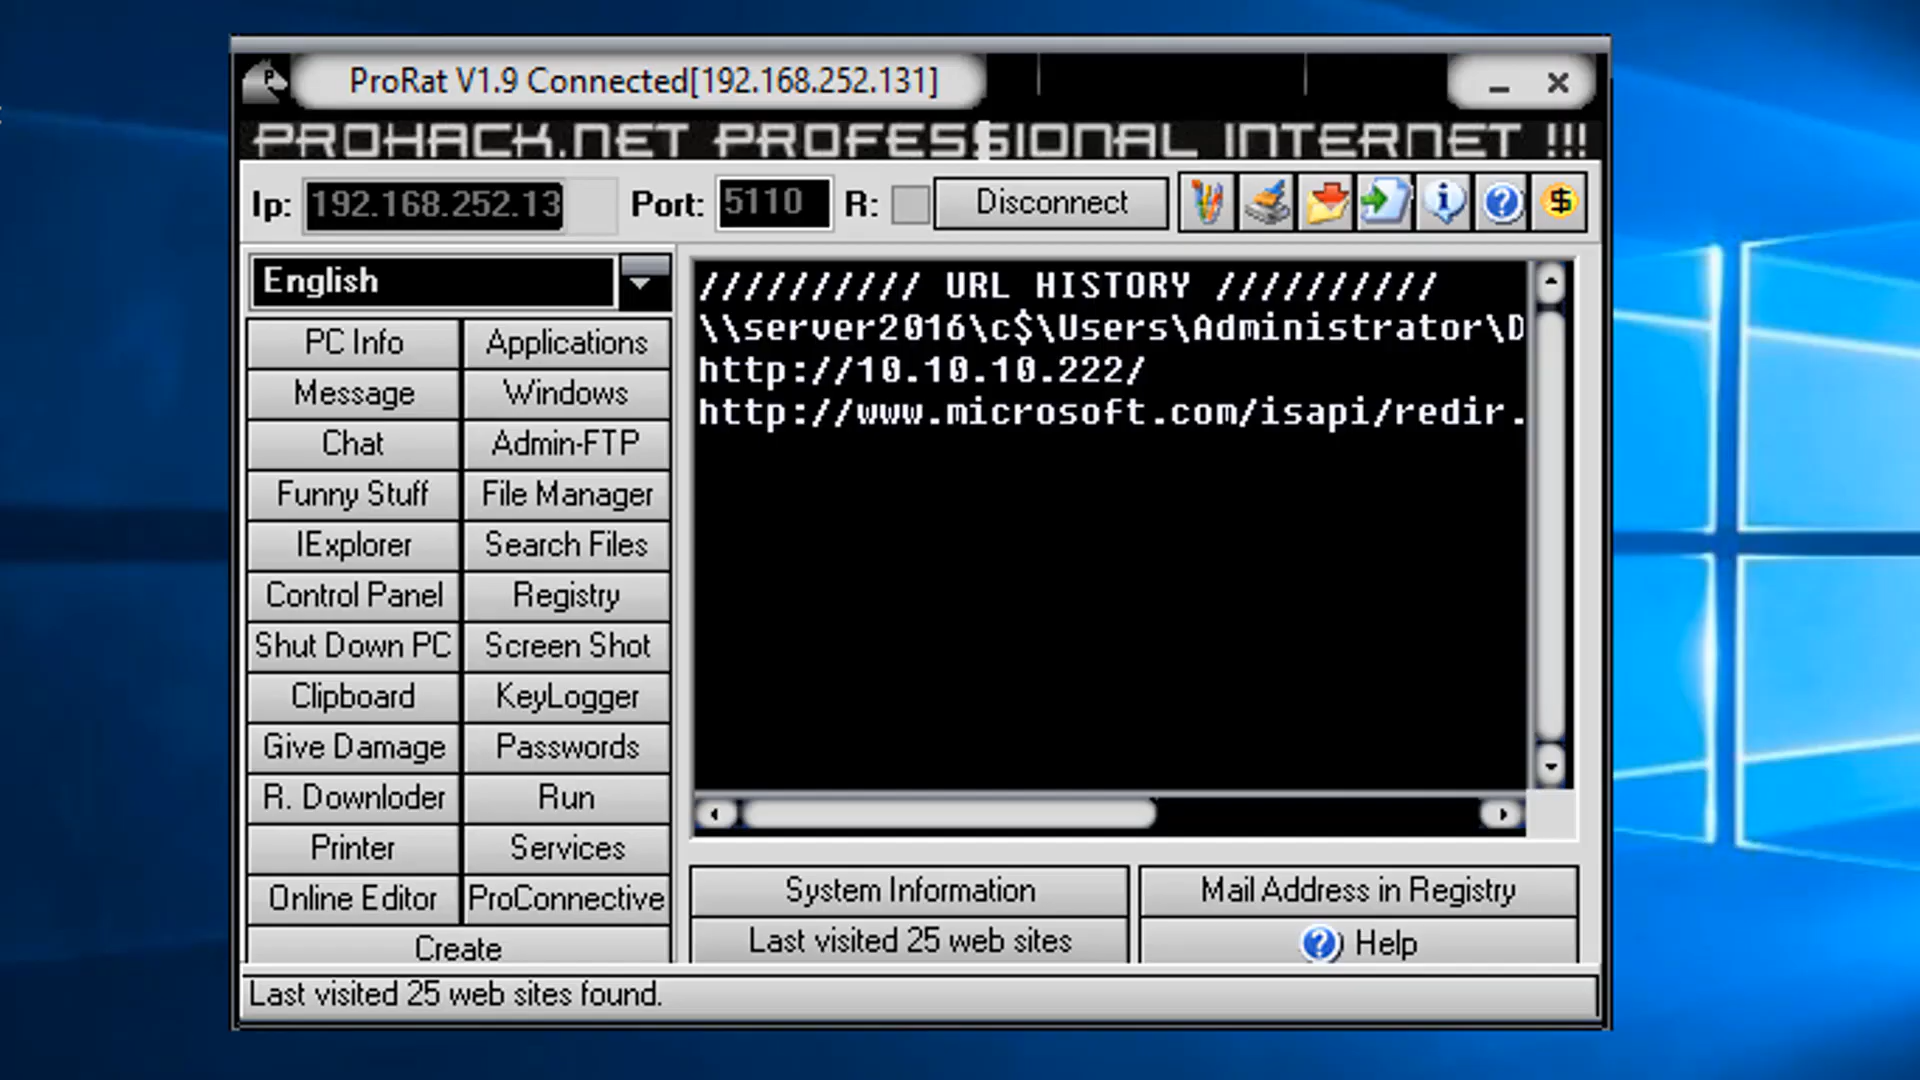 ProRat V1.9 Connected[192.168.252.131]
PROHACK.NET PROFESSIONAL INTERNET !!!
Ip: 192.168.252.13 Port: 5110 R: Disconnect
English
PC Info Applications
Message Windows
Chat Admin-FTP
Funny Stuff File Manager
IExplorer Search Files
Control Panel Registry
Shut Down PC Screen Shot
Clipboard KeyLogger
Give Damage Passwords
R. Downloder Run
Printer Services
Online Editor ProConnective
Create
////////// URL HISTORY //////////
\\server2016\c$\Users\Administrator\D
http://10.10.10.222/
http://www.microsoft.com/isapi/redir.
System Information Mail Address in Registry
Last visited 25 web sites Help
Last visited 25 web sites found.